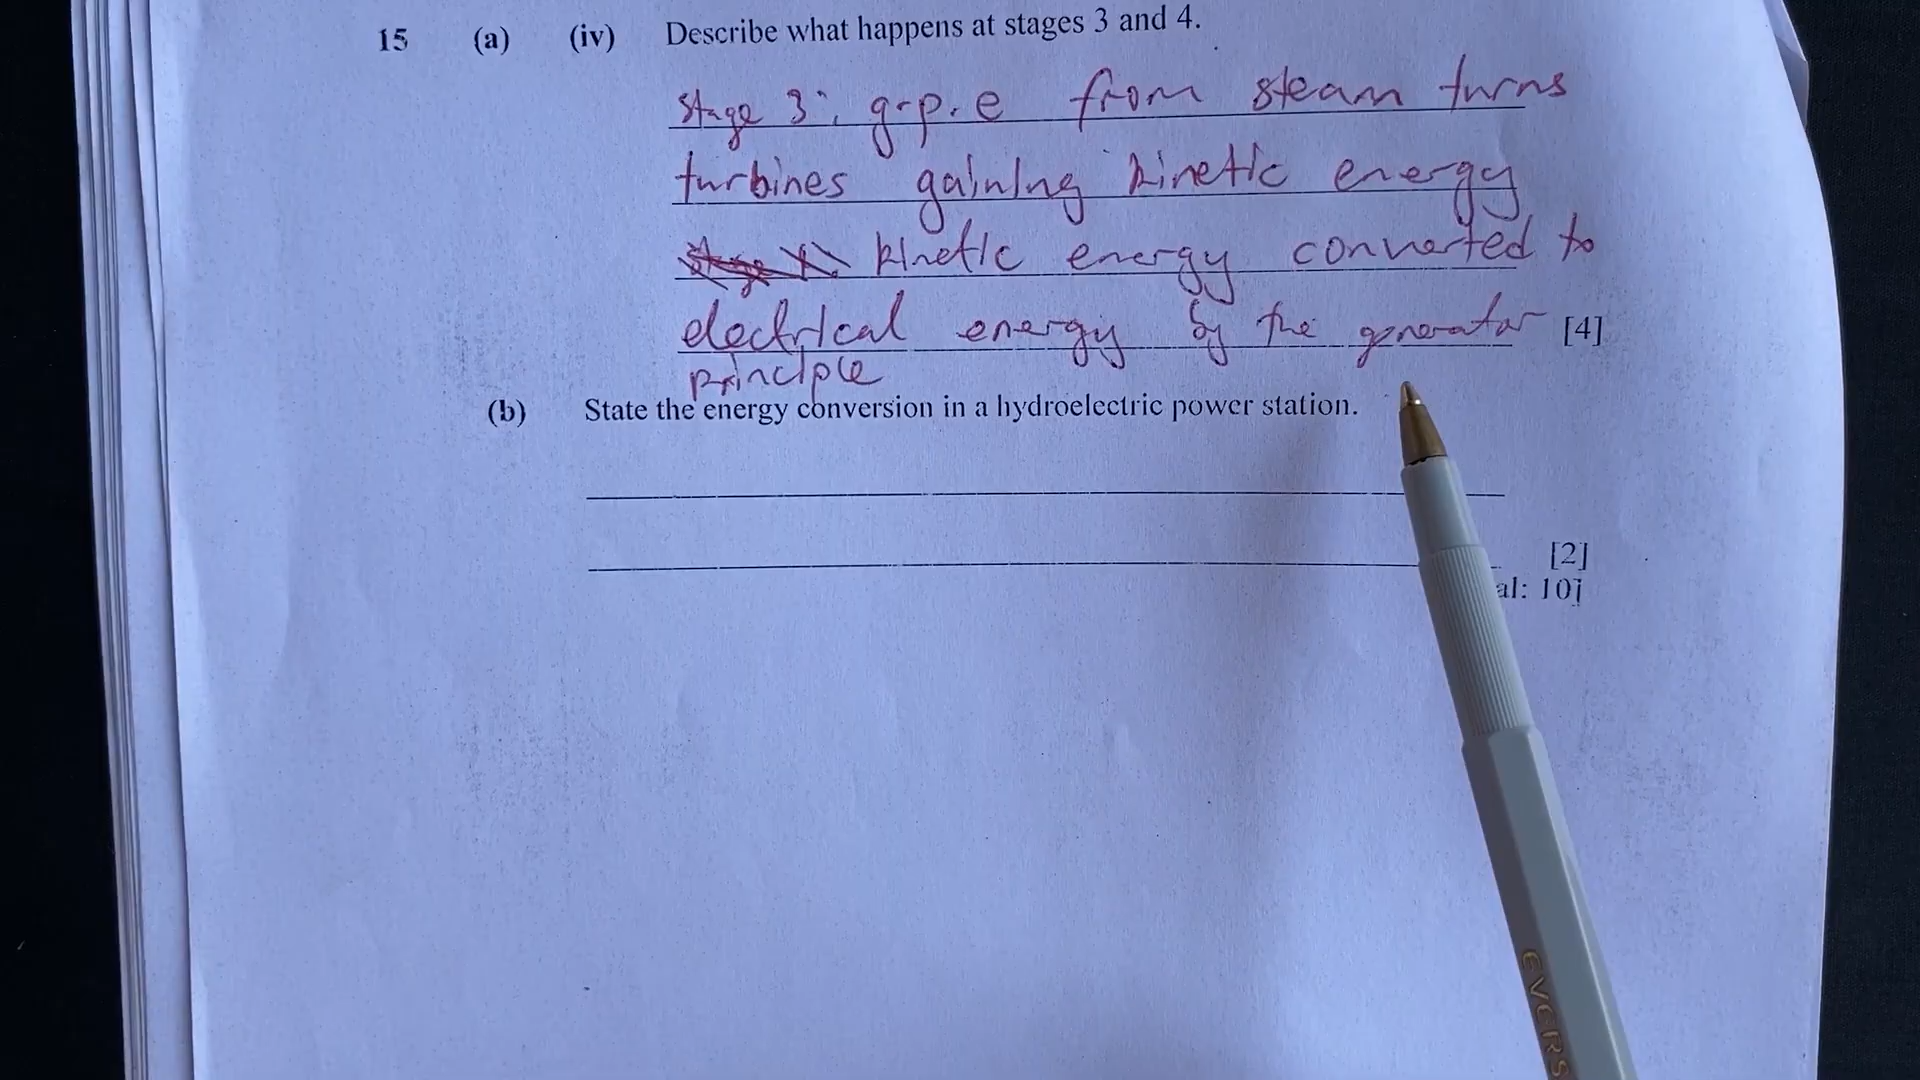 15 (a) (iv) Describe what happens at stages 3 and 4.
Stage 3: g.p.e from steam turns
turbines gaining kinetic energy
kinetic energy converted to
electrical energy by the generator [4]
principle
(b) State the energy conversion in a hydroelectric power station.
[2]
al: 10]
EVERS